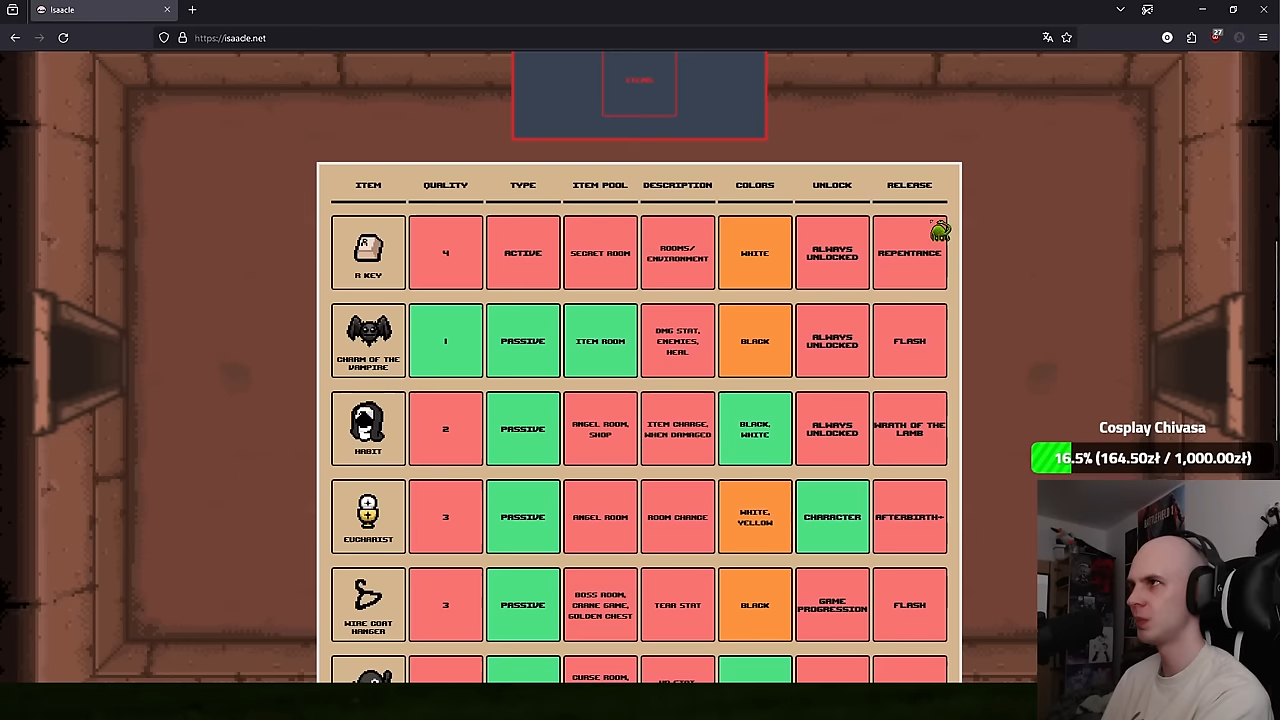 Isaacle
https://isaacle.net
27
ITEM QUALITY TYPE ITEM POOL DESCRIPTION COLORS UNLOCK RELEASE
R
R KEY
4
ACTIVE
SECRET ROOM
ROOMS/
ENVIRONMENT
WHITE
ALWAYS
UNLOCKED
REPENTANCE
CHARM OF THE
VAMPIRE
1
PASSIVE
ITEM ROOM
DMG STAT,
ENEMIES,
HEAL
BLACK
ALWAYS
UNLOCKED
FLASH
HABIT
2
PASSIVE
ANGEL ROOM,
SHOP
ITEM CHARGE,
WHEN DAMAGED
BLACK,
WHITE
ALWAYS
UNLOCKED
WRATH OF THE
LAMB
EUCHARIST
3
PASSIVE
ANGEL ROOM
ROOM CHANCE
WHITE,
YELLOW
CHARACTER
AFTERBIRTH+
WIRE COAT
HANGER
3
PASSIVE
BOSS ROOM,
CRANE GAME,
GOLDEN CHEST
TEAR STAT
BLACK
GAME
PROGRESSION
FLASH
CURSE ROOM,
Cosplay Chivasa
16.5% (164.50zł / 1,000.00zł)